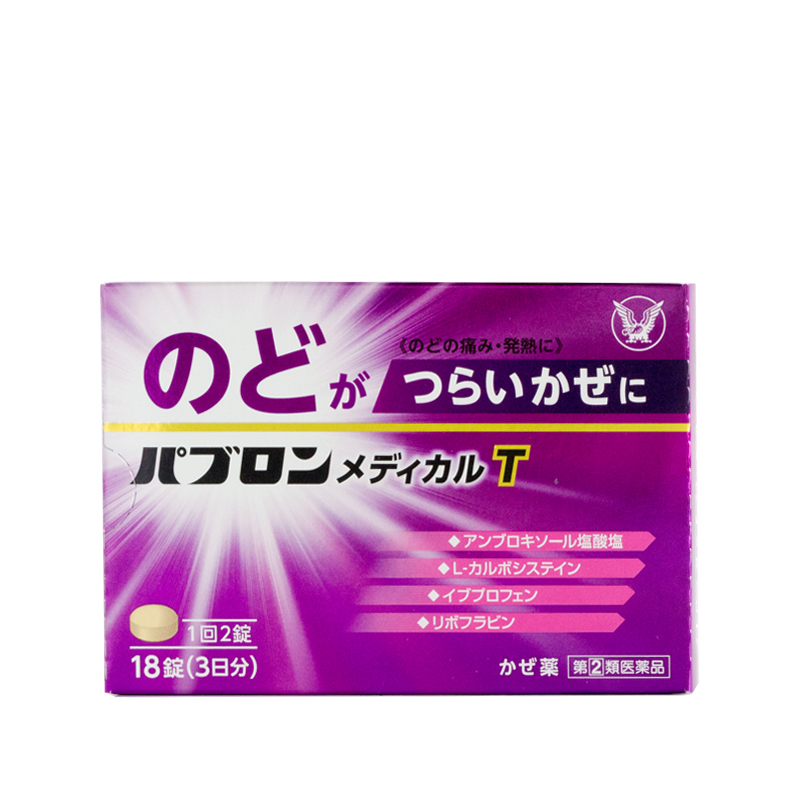 《のどの痛み・発熱に》
のどが つらいかぜに
パブロンメディカルT
◆アンブロキソール塩酸塩
◆L-カルボシステイン
◆イブプロフェン
◆リボフラビン
1回2錠
18錠(3日分)
かぜ薬 第②類医薬品